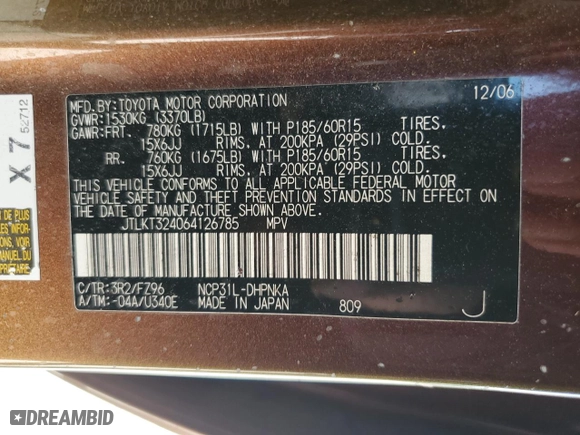 MFD.BY:TOYOTA MOTOR CORPORATION 12/06
GVWR:1530KG (3370LB)
GAWR:FRT. 780KG (1715LB) WITH P185/60R15 TIRES,
15X6JJ RIMS, AT 200KPA (29PSI) COLD.
RR. 760KG (1675LB) WITH P185/60R15 TIRES,
15X6JJ RIMS, AT 200KPA (29PSI) COLD.
THIS VEHICLE CONFORMS TO ALL APPLICABLE FEDERAL MOTOR
VEHICLE SAFETY AND THEFT PREVENTION STANDARDS IN EFFECT ON
THE DATE OF MANUFACTURE SHOWN ABOVE.
JTLKT324064126785 MPV
C/TR:3R2/FZ96 NCP31L-DHPNKA
A/TM:-04A/U340E MADE IN JAPAN 809 J
X 7 52712
DREAMBID